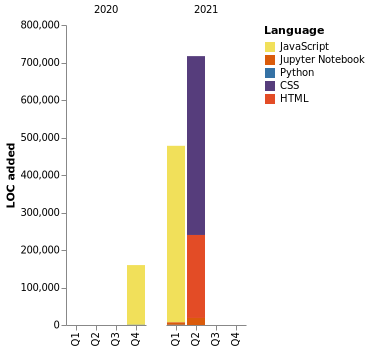 2020 2021
Language
JavaScript
Jupyter Notebook
Python
CSS
HTML
LOC added
800,000
700,000
600,000
500,000
400,000
300,000
200,000
100,000
0
Q1 Q2 Q3 Q4 Q1 Q2 Q3 Q4